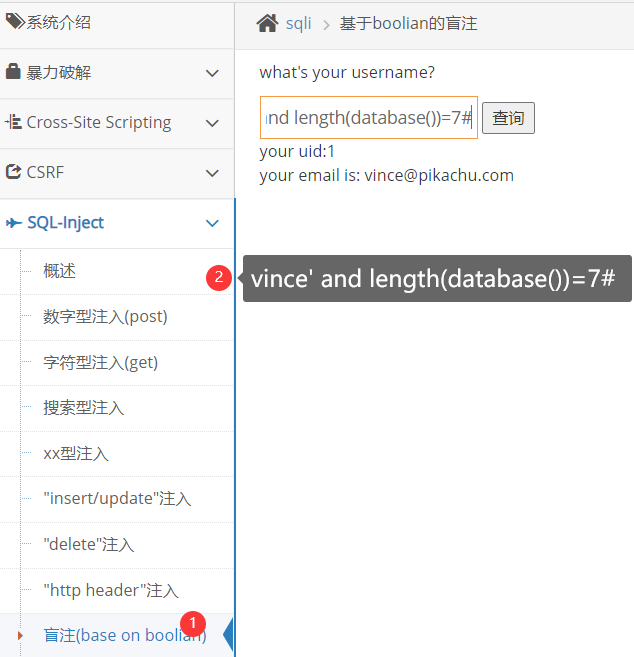 系统介绍
sqli > 基于boolian的盲注
暴力破解
what's your username?
Cross-Site Scripting
and length(database())=7#
查询
your uid:1
CSRF
your email is: vince@pikachu.com
SQL-Inject
概述
2
vince' and length(database())=7#
数字型注入(post)
字符型注入(get)
搜索型注入
xx型注入
"insert/update"注入
"delete"注入
"http header"注入
1
盲注(base on boolian)